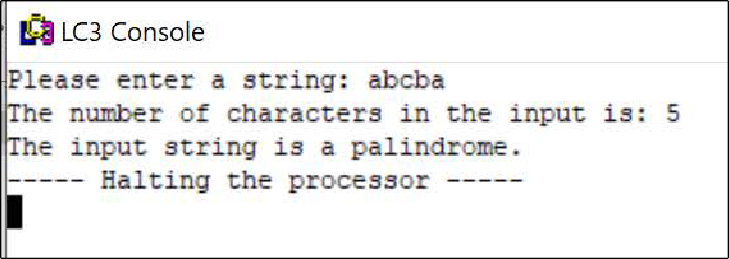 LC3 Console
Please enter a string: abcba
The number of characters in the input is: 5
The input string is a palindrome.
----- Halting the processor -----